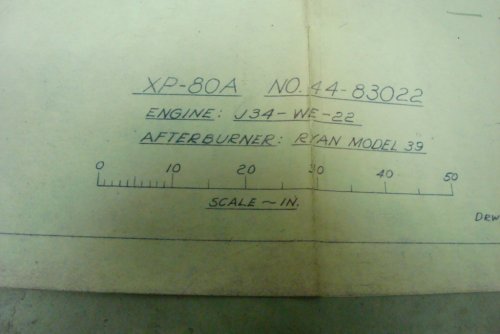 XP-80A NO. 44-83022
ENGINE: J34-WE-22
AFTERBURNER: RYAN MODEL 39
0 10 20 30 40 50
SCALE ~ IN.
DRW